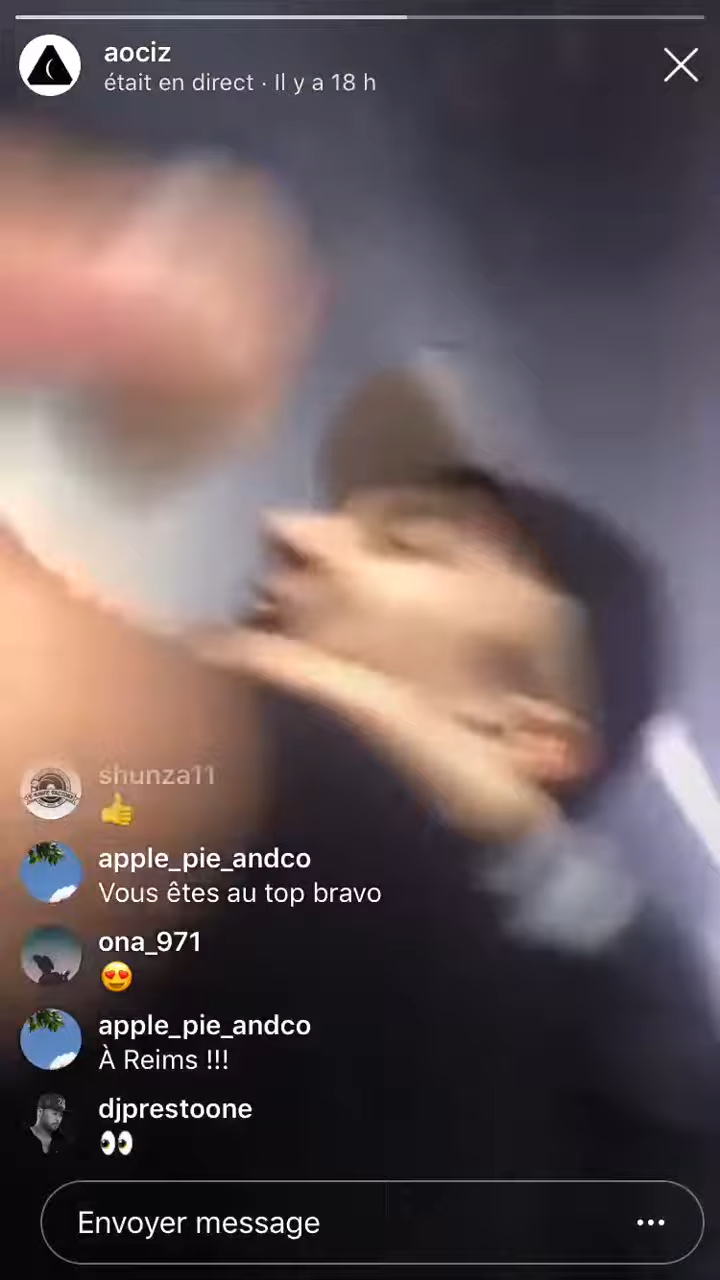 aociz
était en direct · Il y a 18 h
shunza11
👍
apple_pie_andco
Vous êtes au top bravo
ona_971
😍
apple_pie_andco
À Reims !!!
djprestoone
👀
Envoyer message